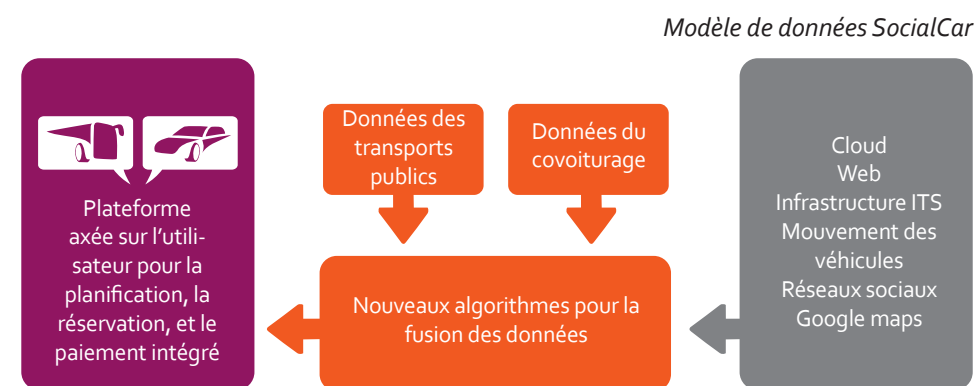 Modèle de données SocialCar
Plateforme
axée sur l'utili-
sateur pour la
planification, la
réservation, et le
paiement intégré
Données des
transports
publics
Données du
covoiturage
Nouveaux algorithmes pour la
fusion des données
Cloud
Web
Infrastructure ITS
Mouvement des
véhicules
Réseaux sociaux
Google maps